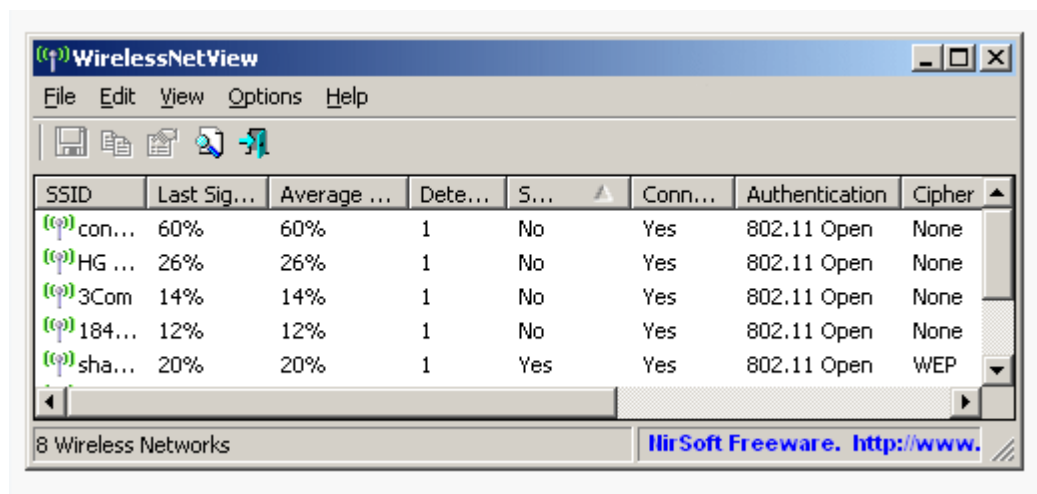 WirelessNetView
File Edit View Options Help
SSID Last Sig... Average ... Dete... S... Conn... Authentication Cipher
con... 60% 60% 1 No Yes 802.11 Open None
HG ... 26% 26% 1 No Yes 802.11 Open None
3Com 14% 14% 1 No Yes 802.11 Open None
184... 12% 12% 1 No Yes 802.11 Open None
sha... 20% 20% 1 Yes Yes 802.11 Open WEP
8 Wireless Networks NirSoft Freeware. http://www.